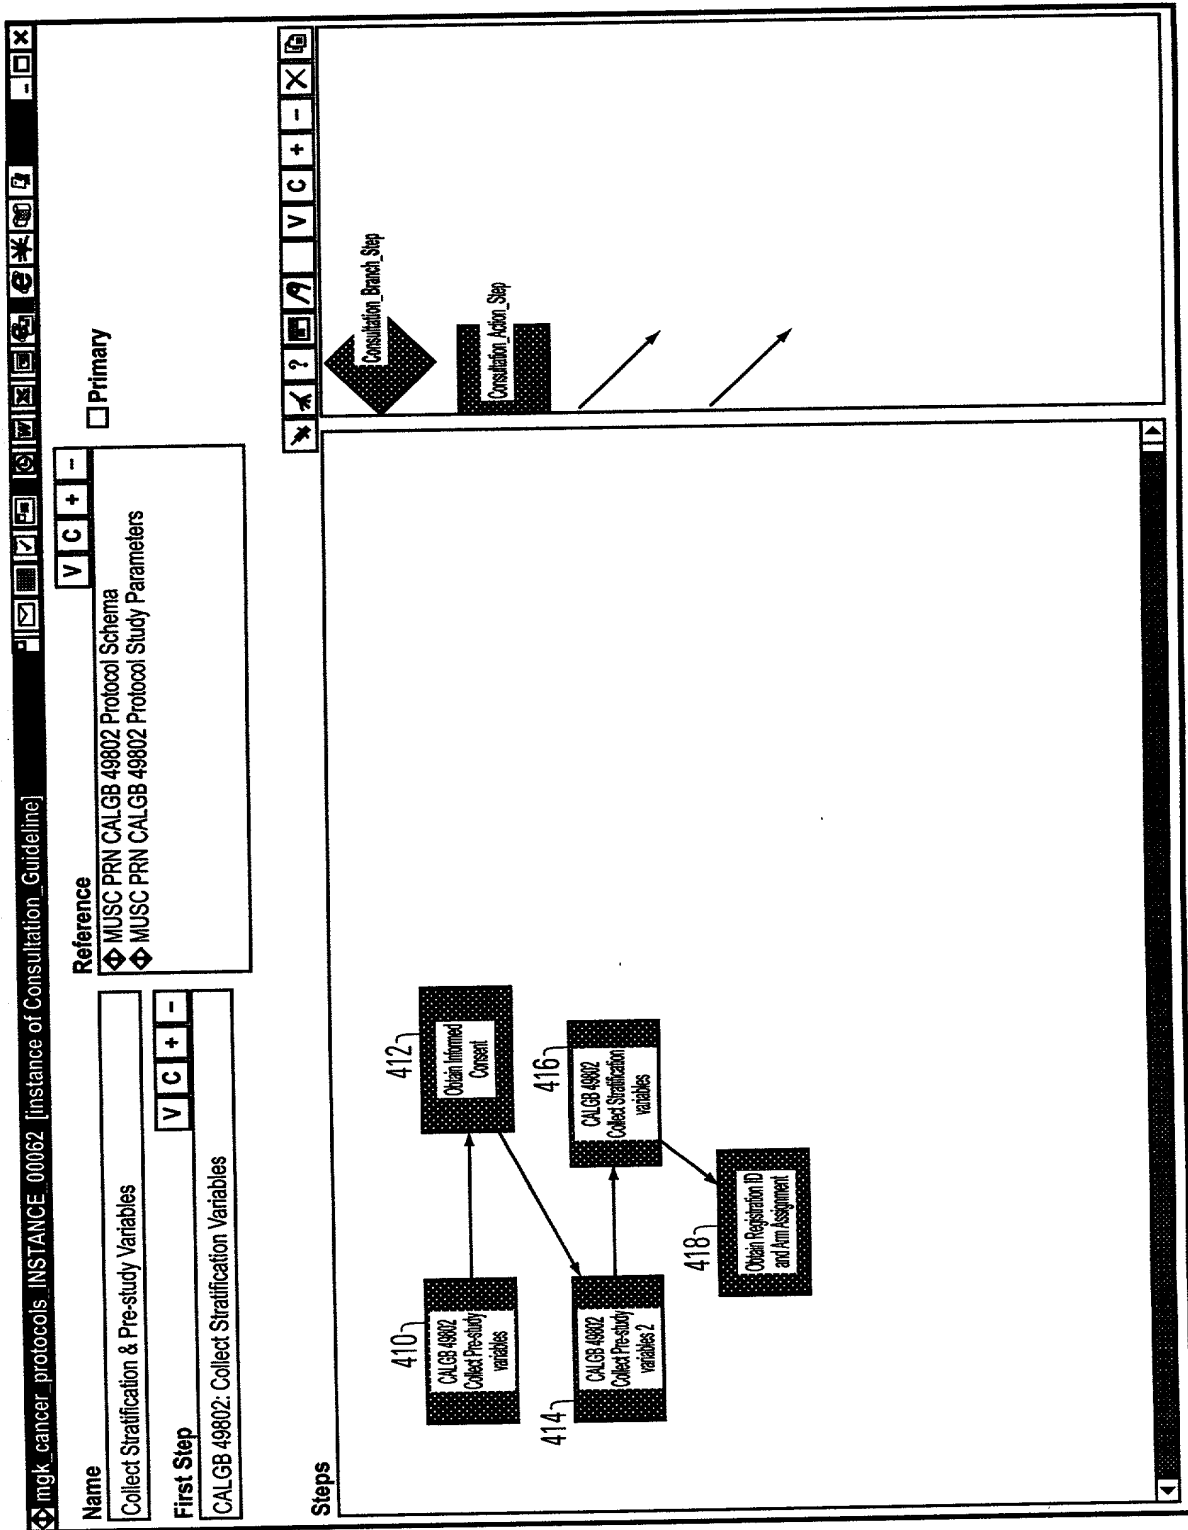 mgk_cancer_protocols_INSTANCE_00062 [instance of Consultation_Guideline]
Name
Collect Stratification & Pre-study Variables
First Step
V C + -
CALGB 49802: Collect Stratification Variables
Reference
V C + -
MUSC PRN CALGB 49802 Protocol Schema
MUSC PRN CALGB 49802 Protocol Study Parameters
Primary
Steps
? V C + -
410
CALGB 49802
Collect Pre-study
variables
412
Obtain Informed
Consent
414
CALGB 49802
Collect Pre-study
variables 2
416
CALGB 49802
Collect Stratification
variables
418
Obtain Registration ID
and Arm Assignment
Consultation_Branch_Step
Consultation_Action_Step